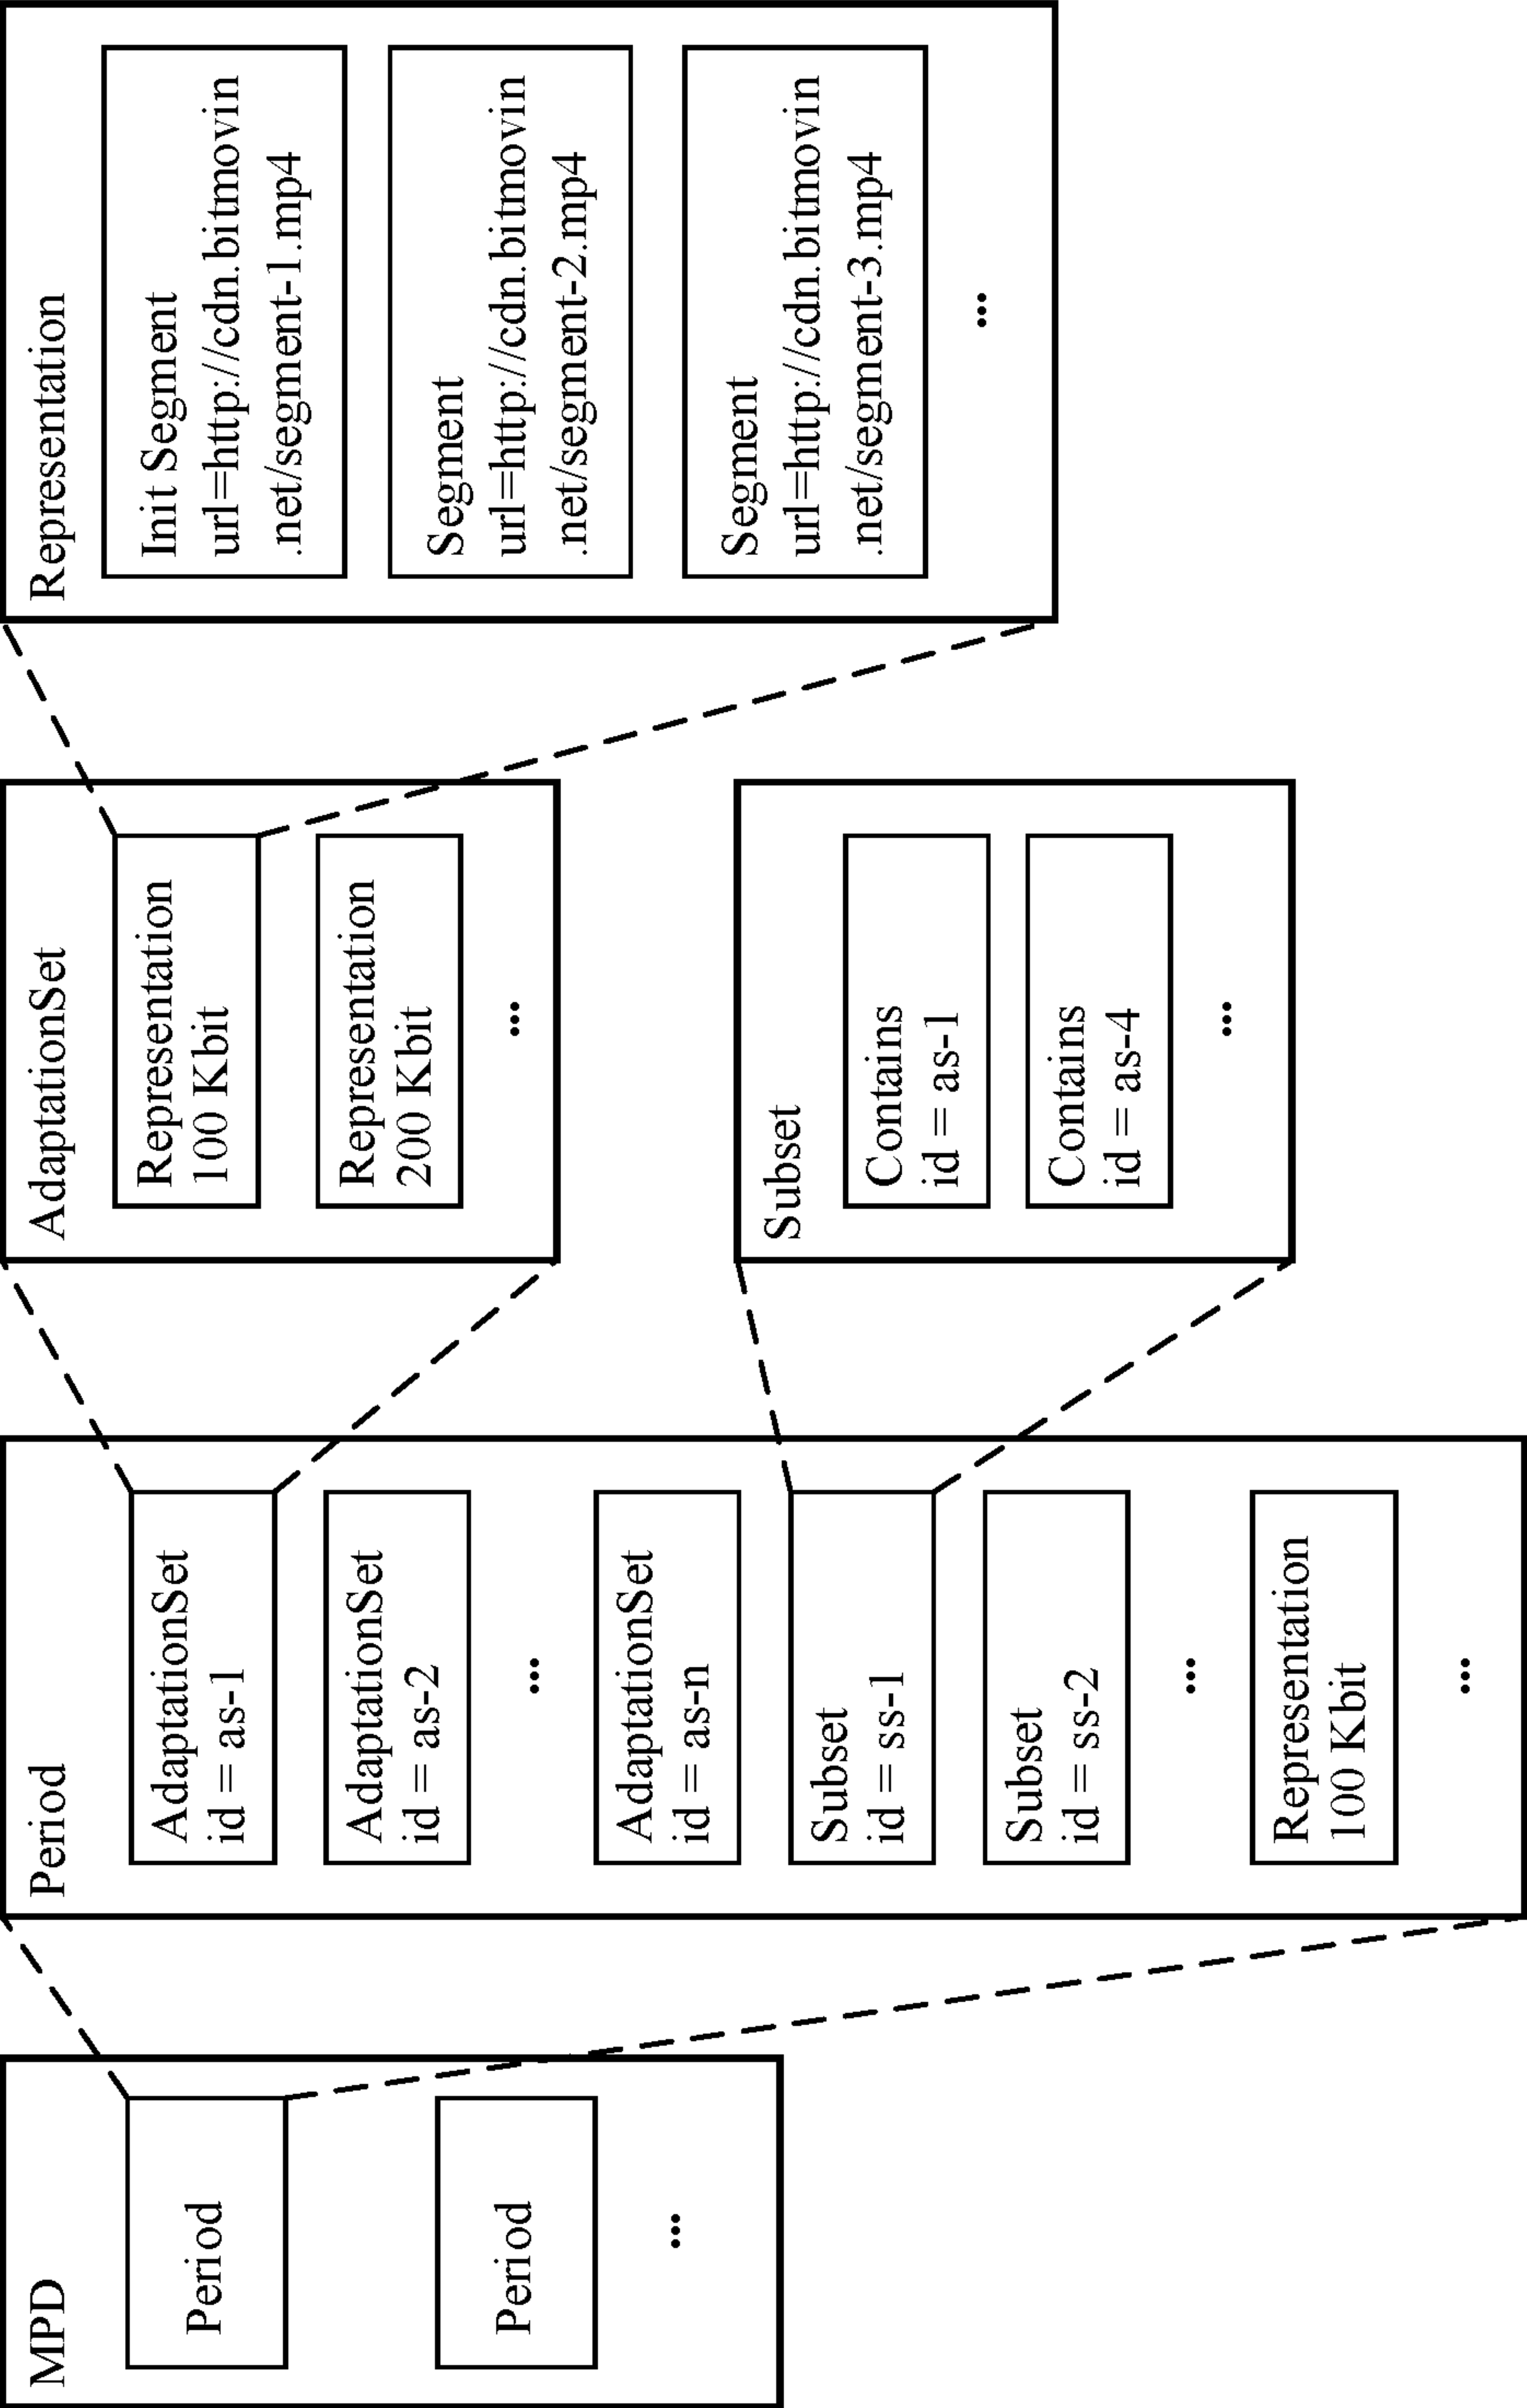 MPD
Period
Period
...
Period
AdaptationSet
id = as-1
AdaptationSet
id = as-2
...
AdaptationSet
id = as-n
Subset
id = ss-1
Subset
id = ss-2
...
Representation
100 Kbit
...
AdaptationSet
Representation
100 Kbit
Representation
200 Kbit
...
Subset
Contains
id = as-1
Contains
id = as-4
...
Representation
Init Segment
url=http://cdn.bitmovin
.net/segment-1.mp4
Segment
url=http://cdn.bitmovin
.net/segment-2.mp4
Segment
url=http://cdn.bitmovin
.net/segment-3.mp4
...